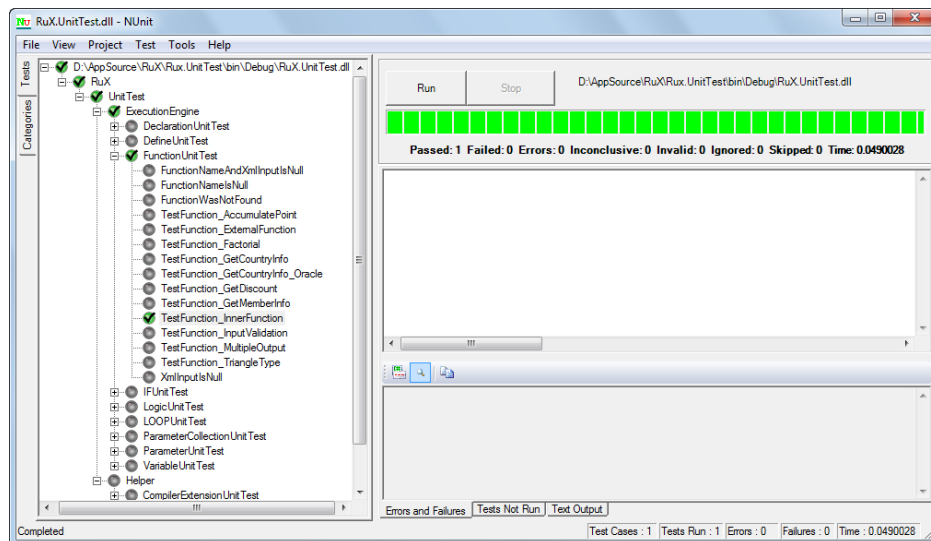 Nu RuX.UnitTest.dll - NUnit
File View Project Test Tools Help
Tests
Categories
D:\AppSource\RuX\Rux.UnitTest\bin\Debug\RuX.UnitTest.dll
RuX
UnitTest
ExecutionEngine
DeclarationUnitTest
DefineUnitTest
FunctionUnitTest
FunctionNameAndXmlInputIsNull
FunctionNameIsNull
FunctionWasNotFound
TestFunction_AccumulatePoint
TestFunction_ExternalFunction
TestFunction_Factorial
TestFunction_GetCountryInfo
TestFunction_GetCountryInfo_Oracle
TestFunction_GetDiscount
TestFunction_GetMemberInfo
TestFunction_InnerFunction
TestFunction_InputValidation
TestFunction_MultipleOutput
TestFunction_TriangleType
XmlInputIsNull
IFUnitTest
LogicUnitTest
LOOPUnitTest
ParameterCollectionUnitTest
ParameterUnitTest
VariableUnitTest
Helper
CompilerExtensionUnitTest
Run Stop D:\AppSource\RuX\Rux.UnitTest\bin\Debug\RuX.UnitTest.dll
Passed: 1 Failed: 0 Errors: 0 Inconclusive: 0 Invalid: 0 Ignored: 0 Skipped: 0 Time: 0.0490028
Errors and Failures Tests Not Run Text Output
Completed Test Cases : 1 Tests Run : 1 Errors : 0 Failures : 0 Time : 0.0490028